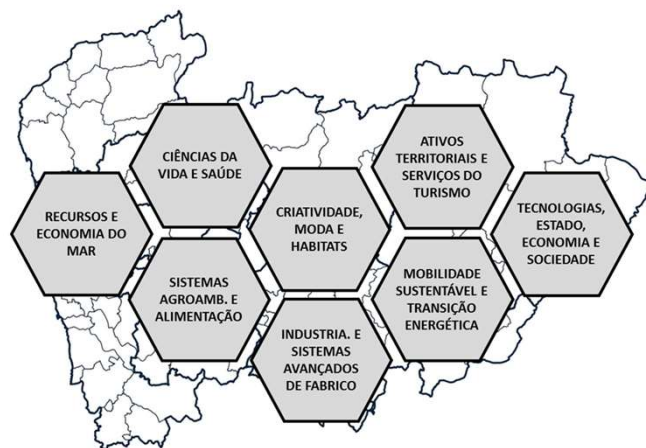 CIÊNCIAS DA
VIDA E SAÚDE
ATIVOS
TERRITORIAIS E
SERVIÇOS DO
TURISMO
RECURSOS E
ECONOMIA DO
MAR
CRIATIVIDADE,
MODA E
HABITATS
TECNOLOGIAS,
ESTADO,
ECONOMIA E
SOCIEDADE
SISTEMAS
AGROAMB. E
ALIMENTAÇÃO
MOBILIDADE
SUSTENTÁVEL E
TRANSIÇÃO
ENERGÉTICA
INDUSTRIA. E
SISTEMAS
AVANÇADOS
DE FABRICO